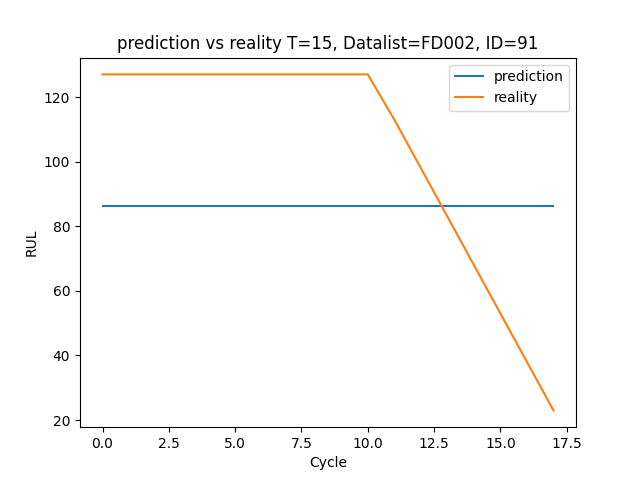 prediction vs reality T=15, Datalist=FD002, ID=91
prediction
reality
120
100
80
60
40
20
RUL
0.0 2.5 5.0 7.5 10.0 12.5 15.0 17.5
Cycle